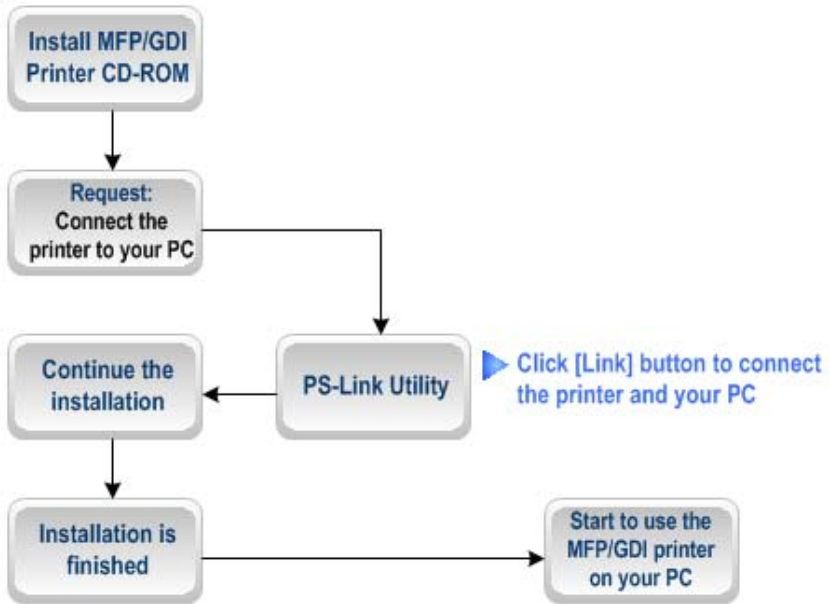 Install MFP/GDI
Printer CD-ROM
Request:
Connect the
printer to your PC
PS-Link Utility
Click [Link] button to connect
the printer and your PC
Continue the
installation
Installation is
finished
Start to use the
MFP/GDI printer
on your PC